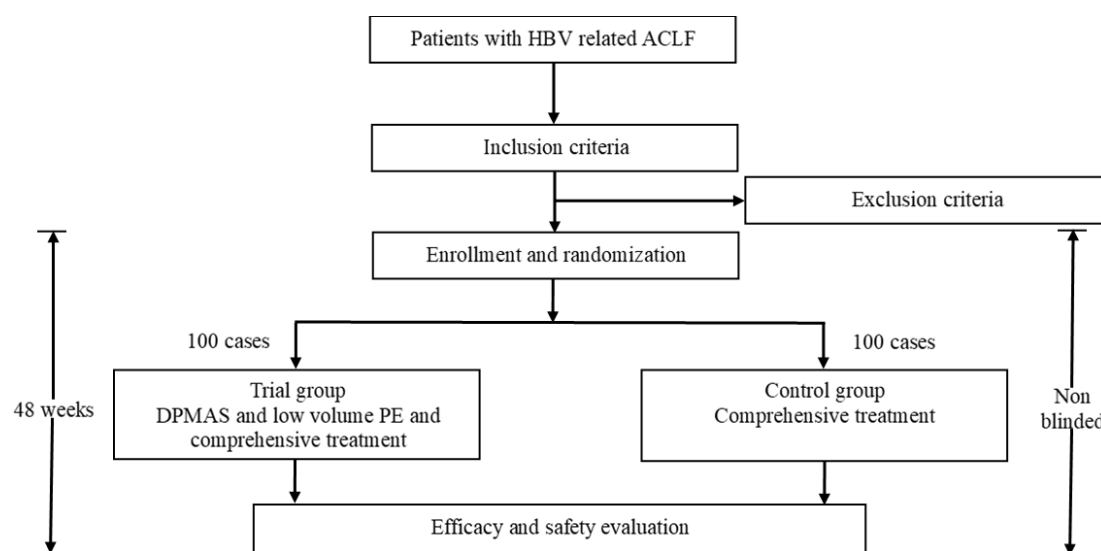 Patients with HBV related ACLF
Inclusion criteria
Exclusion criteria
Enrollment and randomization
100 cases
100 cases
Trial group
DPMAS and low volume PE and
comprehensive treatment
Control group
Comprehensive treatment
48 weeks
Non
blinded
Efficacy and safety evaluation